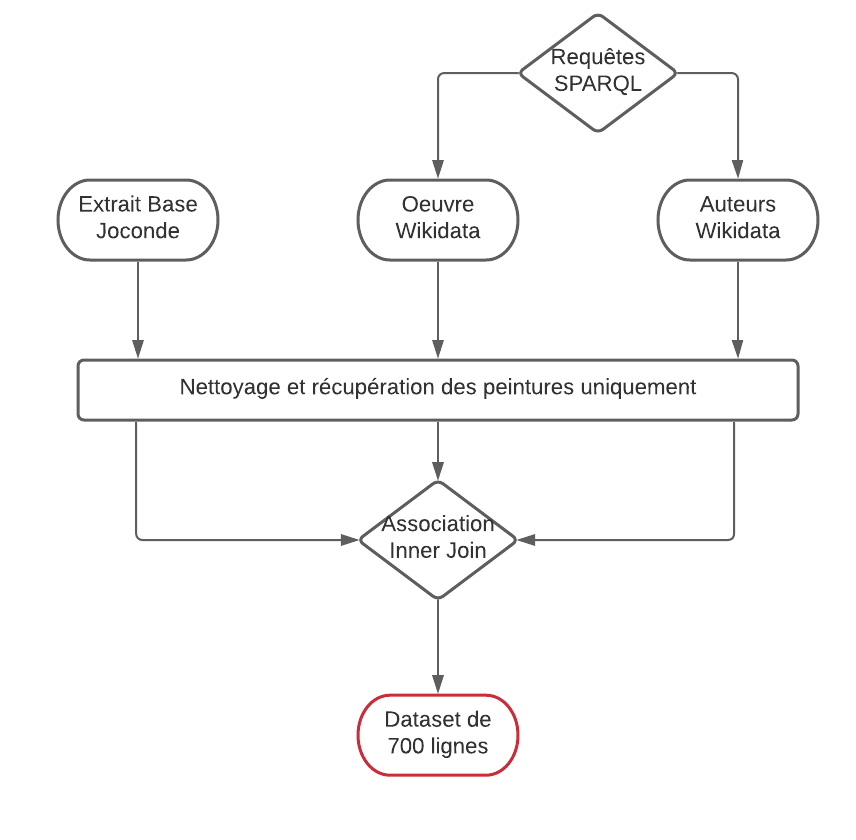 Requêtes
SPARQL
Extrait Base
Joconde
Oeuvre
Wikidata
Auteurs
Wikidata
Nettoyage et récupération des peintures uniquement
Association
Inner Join
Dataset de
700 lignes